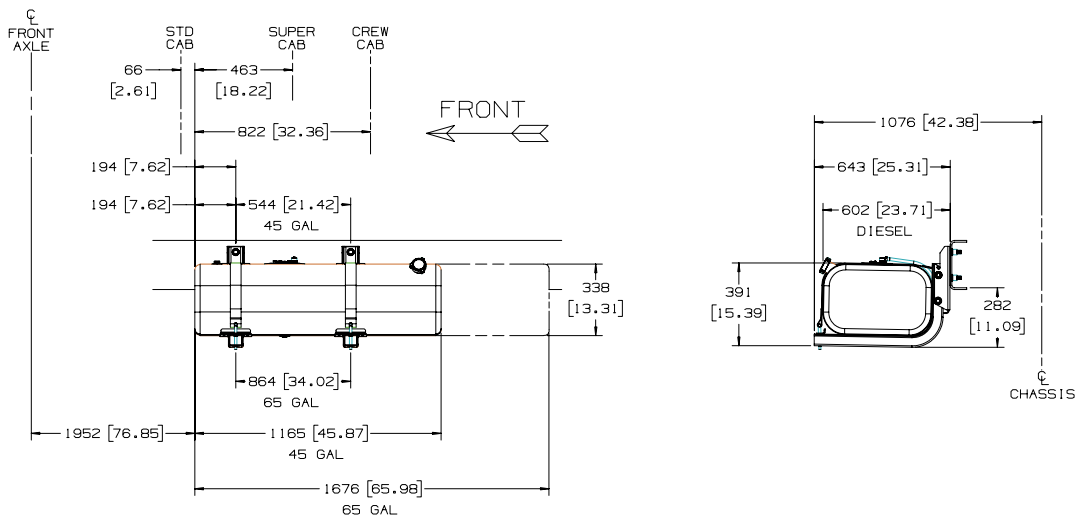 ℄
FRONT
AXLE
STD
CAB
SUPER
CAB
CREW
CAB
66
[2.61]
463
[18.22]
822 [32.36]
FRONT
194 [7.62]
194 [7.62]
544 [21.42]
45 GAL
338
[13.31]
864 [34.02]
65 GAL
1952 [76.85]
1165 [45.87]
45 GAL
1676 [65.98]
65 GAL
1076 [42.38]
643 [25.31]
602 [23.71]
DIESEL
391
[15.39]
282
[11.09]
℄
CHASSIS